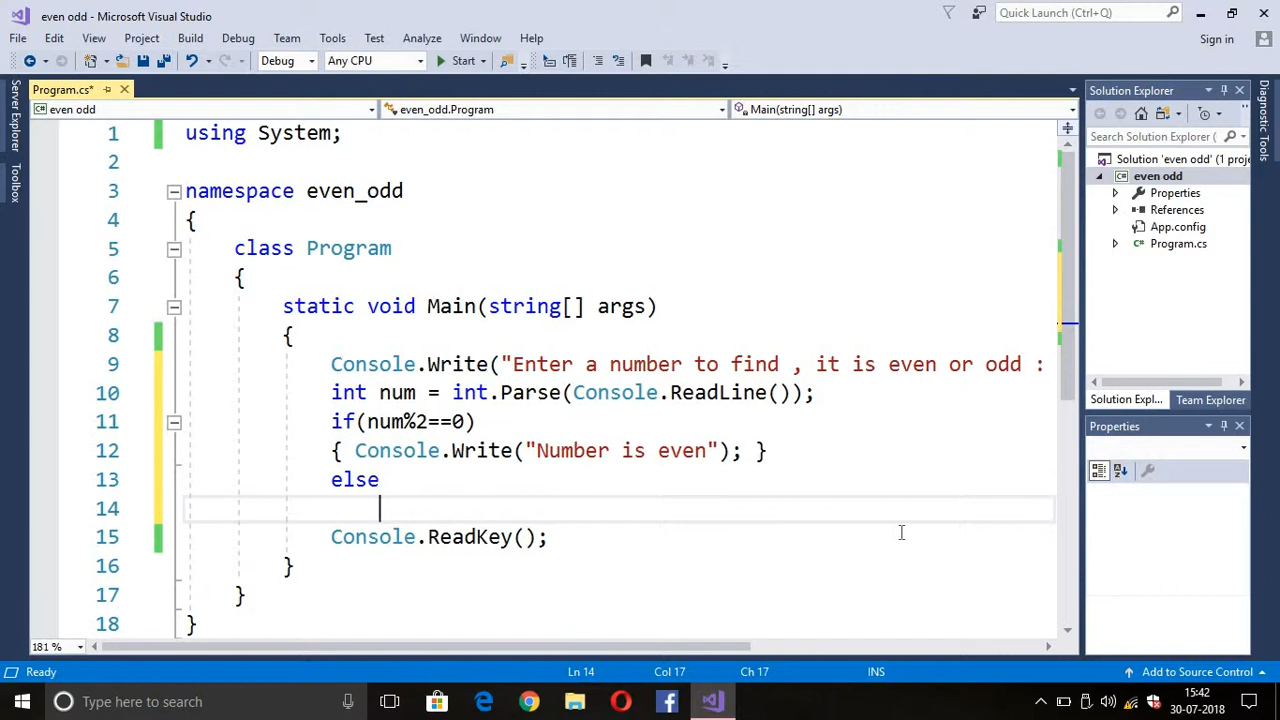 even odd - Microsoft Visual Studio
Quick Launch (Ctrl+Q)
File Edit View Project Build Debug Team Tools Test Analyze Window Help
Sign in
Debug Any CPU Start
Server Explorer
Toolbox
Program.cs*
even odd even_odd.Program Main(string[] args)
1 using System;
2
3 namespace even_odd
4 {
5 class Program
6 {
7 static void Main(string[] args)
8 {
9 Console.Write("Enter a number to find , it is even or odd :
10 int num = int.Parse(Console.ReadLine());
11 if(num%2==0)
12 { Console.Write("Number is even"); }
13 else
14
15 Console.ReadKey();
16 }
17 }
18 }
181 %
Solution Explorer
Search Solution Explorer (
Solution 'even odd' (1 proje
even odd
Properties
References
App.config
Program.cs
Solution Expl... Team Explorer
Properties
Diagnostic Tools
Ready Ln 14 Col 17 Ch 17 INS Add to Source Control
Type here to search
15:42
30-07-2018